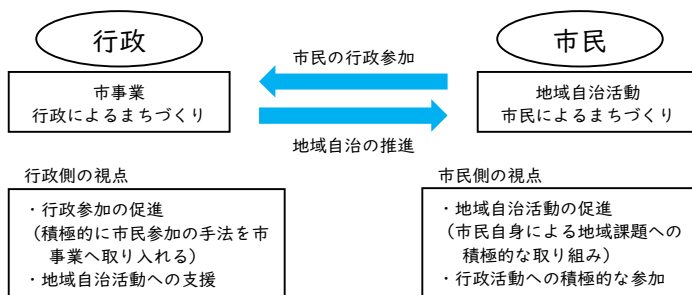 行政
市民
市民の行政参加
市事業
行政によるまちづくり
地域自治活動
市民によるまちづくり
地域自治の推進
行政側の視点
・行政参加の促進
(積極的に市民参加の手法を市
事業へ取り入れる)
・地域自治活動への支援
市民側の視点
・地域自治活動の促進
(市民自身による地域課題への
積極的な取り組み)
・行政活動への積極的な参加